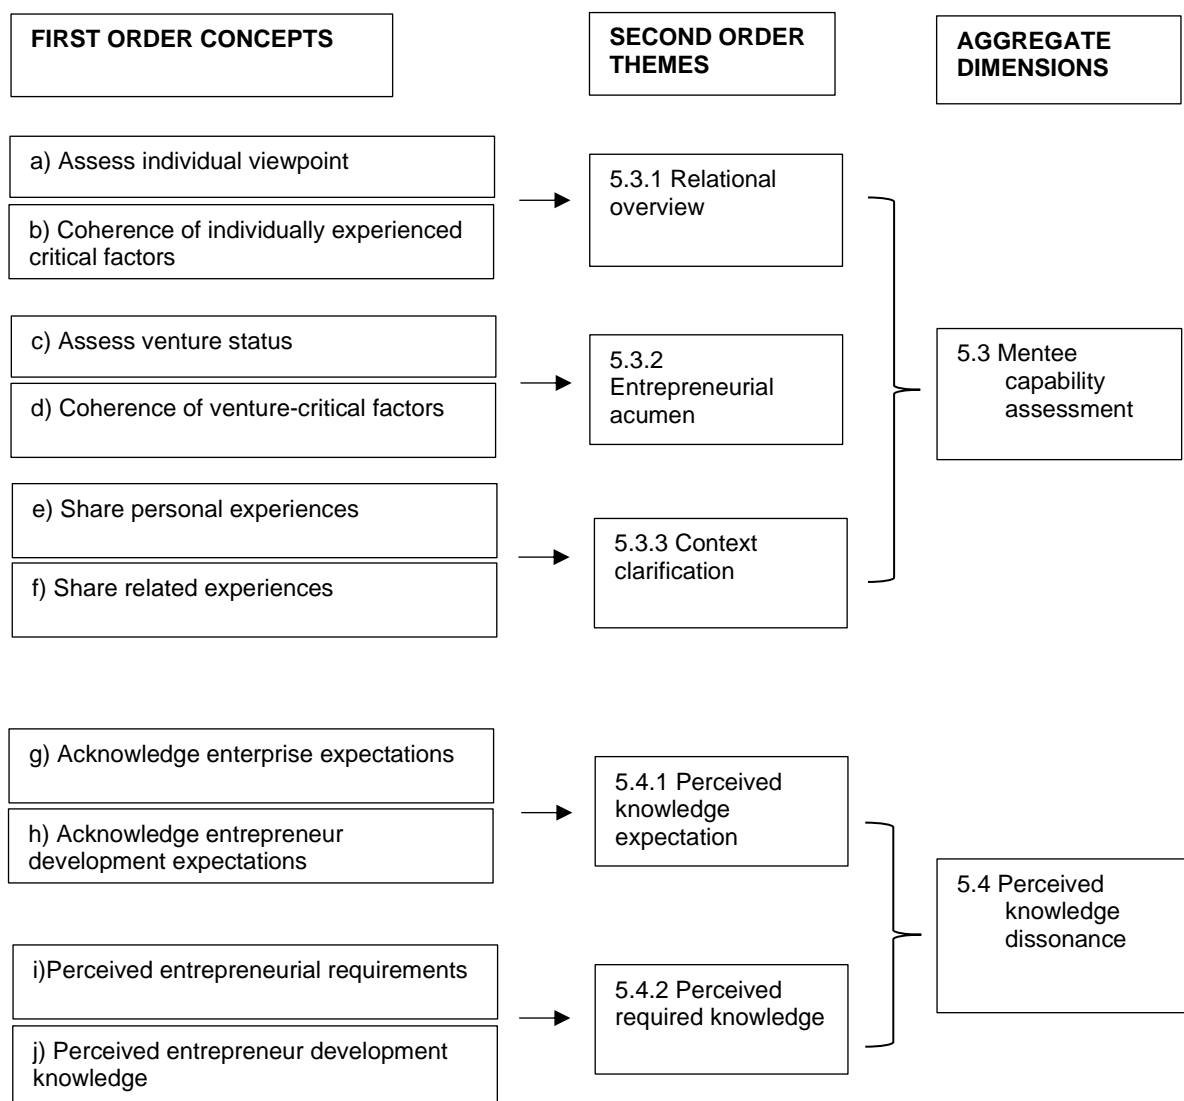 FIRST ORDER CONCEPTS
SECOND ORDER
THEMES
AGGREGATE
DIMENSIONS
a) Assess individual viewpoint
b) Coherence of individually experienced
critical factors
5.3.1 Relational
overview
c) Assess venture status
d) Coherence of venture-critical factors
5.3.2
Entrepreneurial
acumen
5.3 Mentee
capability
assessment
e) Share personal experiences
f) Share related experiences
5.3.3 Context
clarification
g) Acknowledge enterprise expectations
h) Acknowledge entrepreneur
development expectations
5.4.1 Perceived
knowledge
expectation
5.4 Perceived
knowledge
dissonance
i)Perceived entrepreneurial requirements
j) Perceived entrepreneur development
knowledge
5.4.2 Perceived
required knowledge